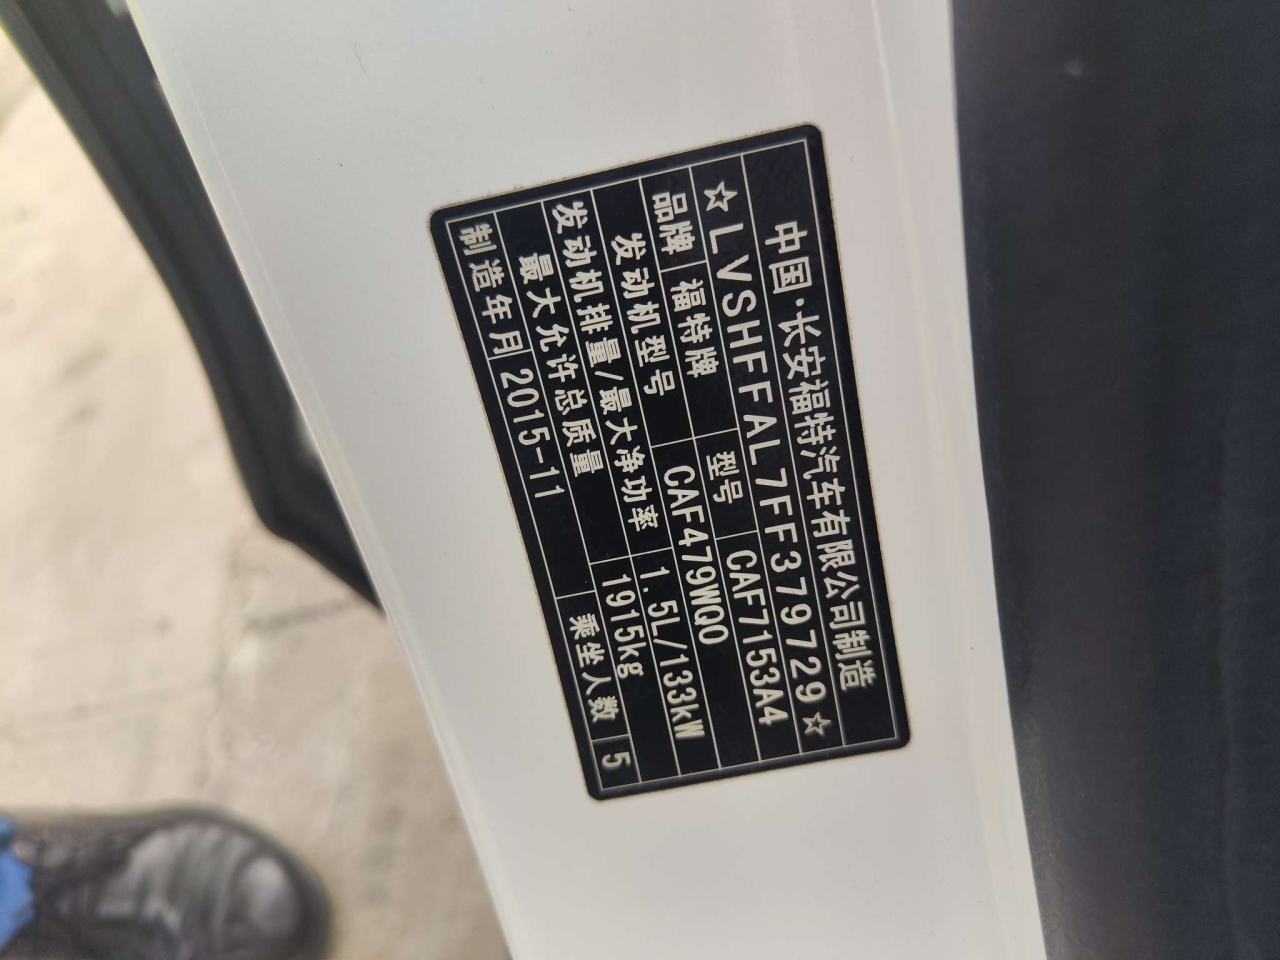 中国·长安福特汽车有限公司制造
☆LVSHFFAL7FF379729☆
品牌 福特牌 型号 CAF7153A4
发动机型号 CAF479WQ0
发动机排量/最大净功率 1.5L/133kW
最大允许总质量 1915kg
制造年月 2015-11 乘坐人数 5